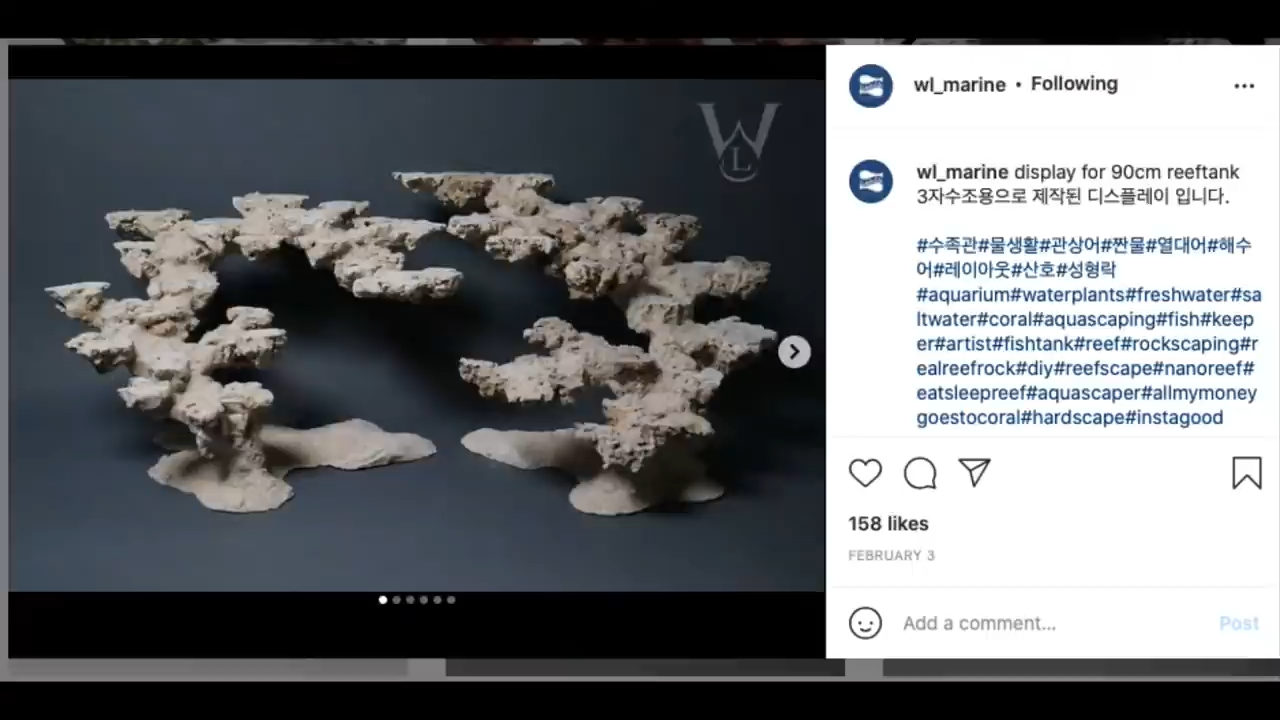 W
L
wl_marine • Following
wl_marine display for 90cm reeftank
3자수조용으로 제작된 디스플레이 입니다.
#수족관#물생활#관상어#짠물#열대어#해수
어#레이아웃#산호#성형락
#aquarium#waterplants#freshwater#sa
ltwater#coral#aquascaping#fish#keep
er#artist#fishtank#reef#rockscaping#r
ealreefrock#diy#reefscape#nanoreef#
eatsleepreef#aquascaper#allmymoney
goestocoral#hardscape#instagood
158 likes
FEBRUARY 3
Add a comment...
Post